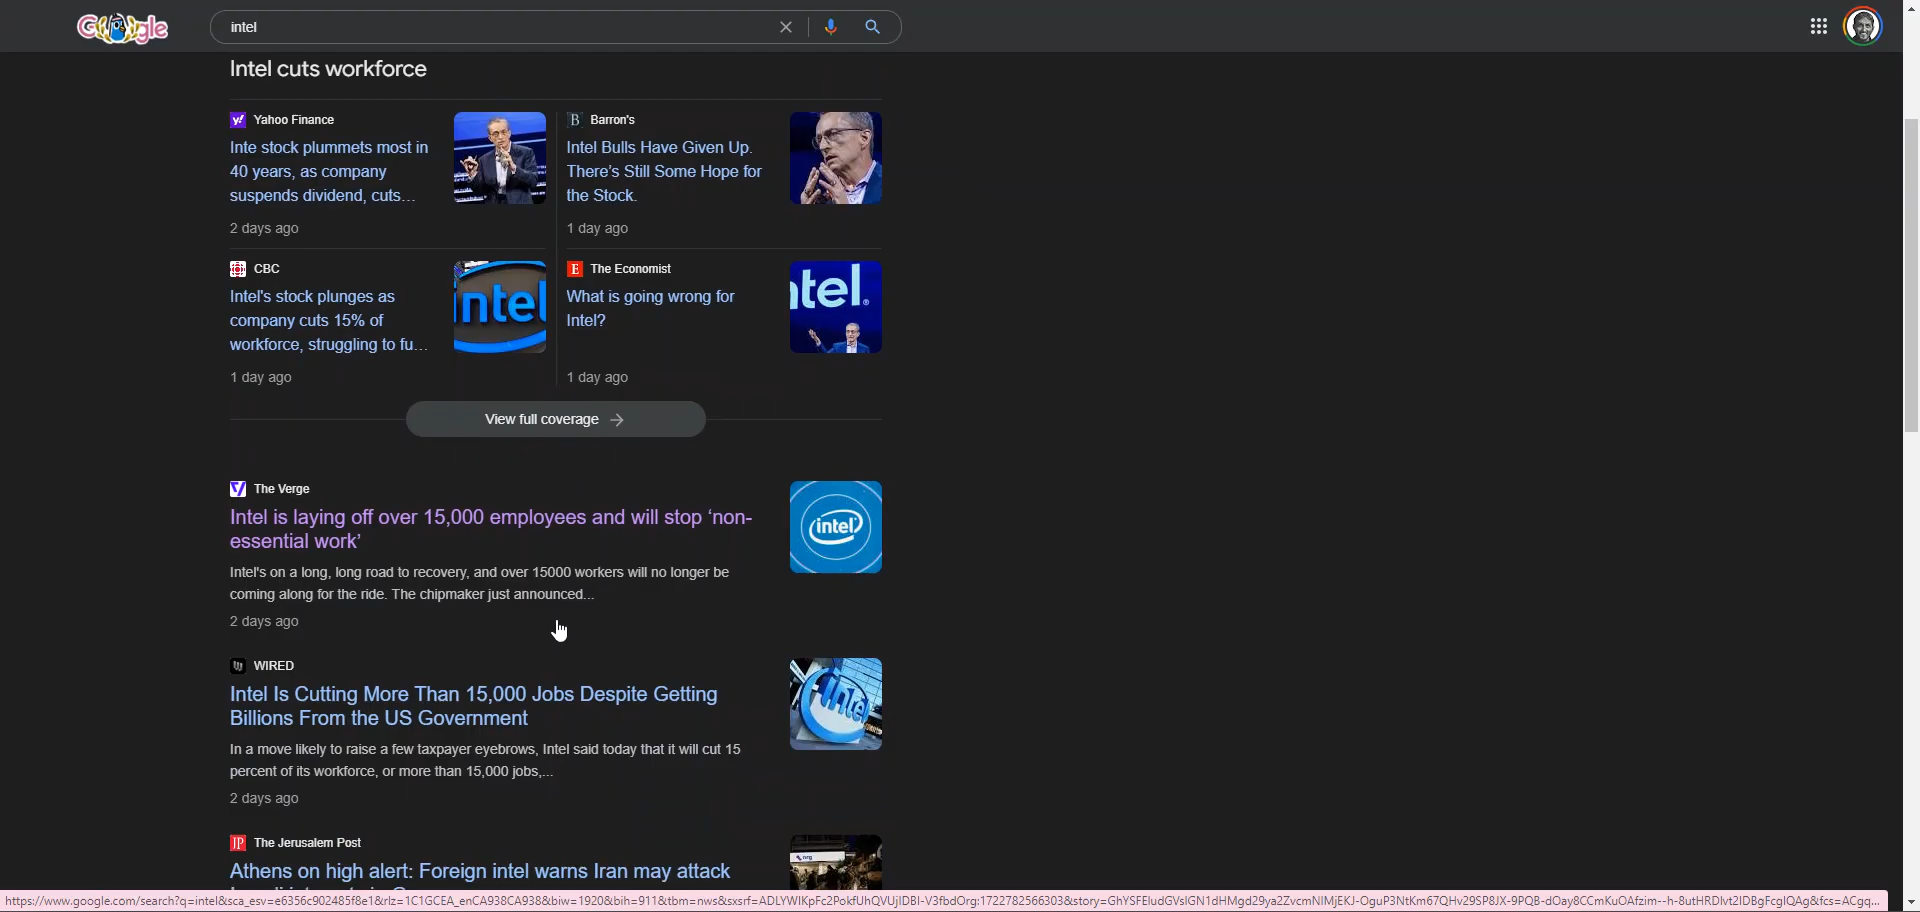 Google
intel
Intel cuts workforce
Yahoo Finance
Inte stock plummets most in
40 years, as company
suspends dividend, cuts...
2 days ago
Barron's
Intel Bulls Have Given Up.
There's Still Some Hope for
the Stock.
1 day ago
CBC
Intel's stock plunges as
company cuts 15% of
workforce, struggling to fu...
1 day ago
The Economist
What is going wrong for
Intel?
1 day ago
View full coverage
The Verge
Intel is laying off over 15,000 employees and will stop ‘non-
essential work’
Intel's on a long, long road to recovery, and over 15000 workers will no longer be
coming along for the ride. The chipmaker just announced...
2 days ago
intel
WIRED
Intel Is Cutting More Than 15,000 Jobs Despite Getting
Billions From the US Government
In a move likely to raise a few taxpayer eyebrows, Intel said today that it will cut 15
percent of its workforce, or more than 15,000 jobs,...
2 days ago
intel
The Jerusalem Post
Athens on high alert: Foreign intel warns Iran may attack